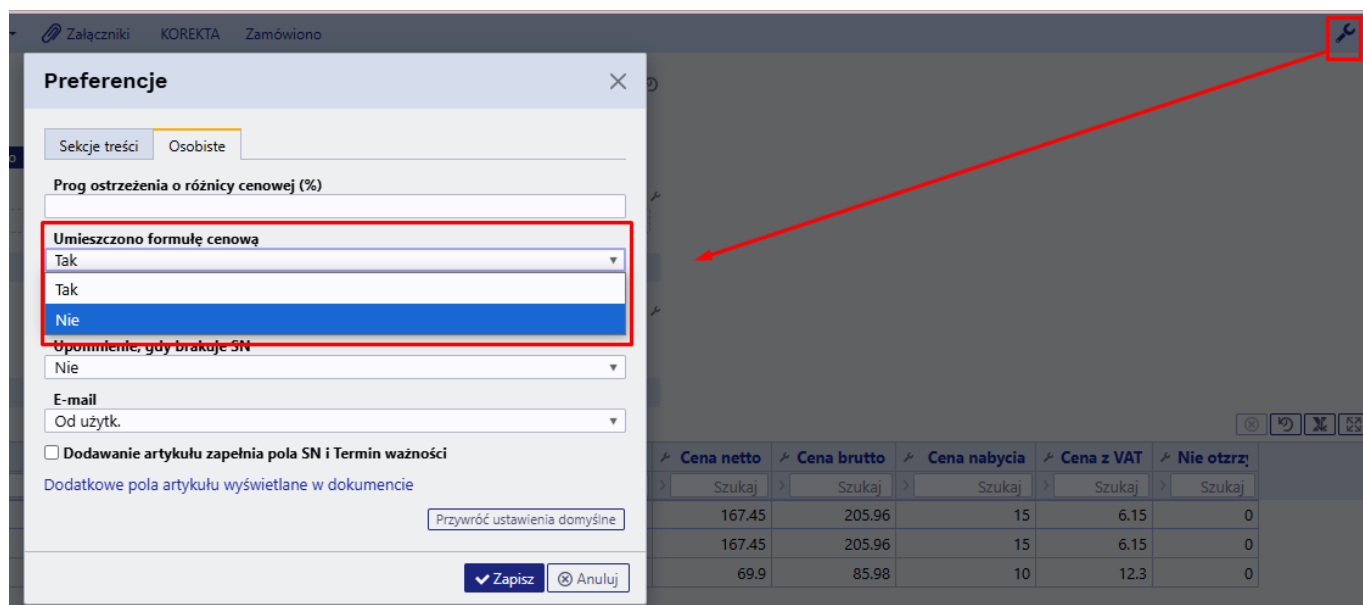 Załączniki KOREKTA Zamówiono
Preferencje
Sekcje treści Osobiste
Prog ostrzeżenia o różnicy cenowej (%)
Umieszczono formułę cenową
Tak
Tak
Nie
Upomnienie, gdy brakuje SN
Nie
E-mail
Od użytk.
Dodawanie artykułu zapełnia pola SN i Termin ważności
Dodatkowe pola artykułu wyświetlane w dokumencie
Przywróć ustawienia domyślne
Zapisz Anuluj
Cena netto Cena brutto Cena nabycia Cena z VAT Nie otzrzy
Szukaj Szukaj Szukaj Szukaj Szukaj
167.45 205.96 15 6.15 0
167.45 205.96 15 6.15 0
69.9 85.98 10 12.3 0